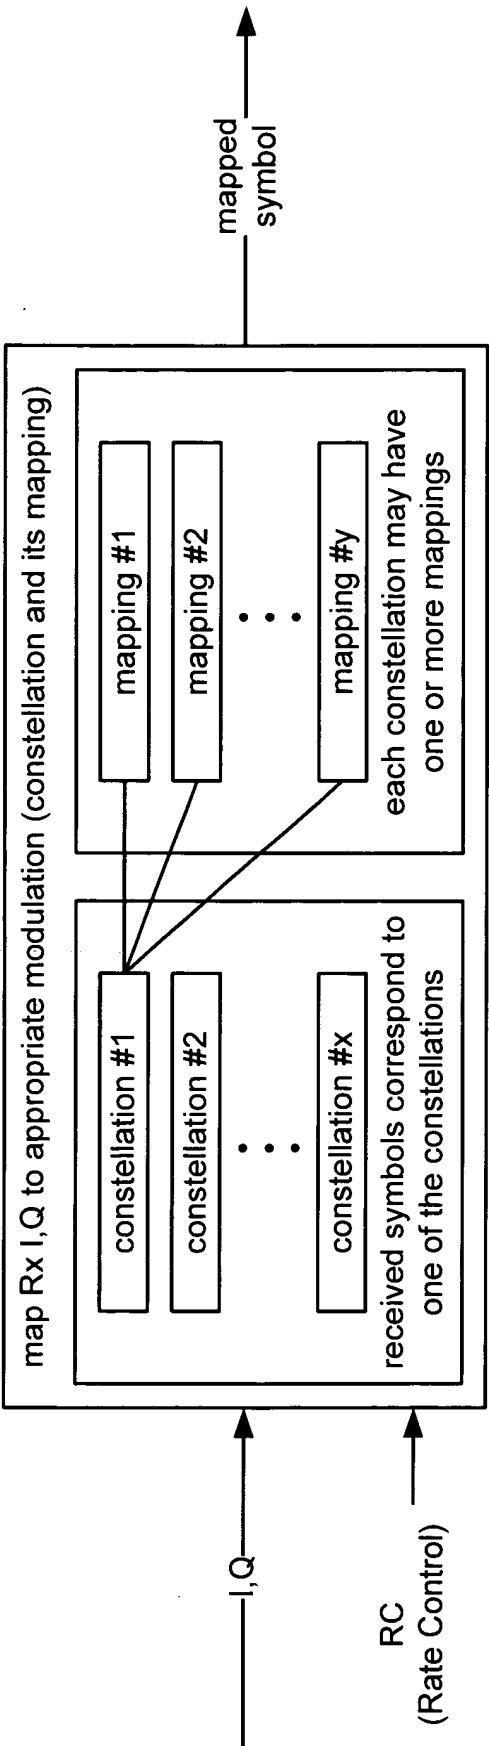 map Rx I,Q to appropriate modulation (constellation and its mapping)
I,Q
RC
(Rate Control)
constellation #1
constellation #2
constellation #x
received symbols correspond to
one of the constellations
mapping #1
mapping #2
mapping #y
each constellation may have
one or more mappings
mapped
symbol